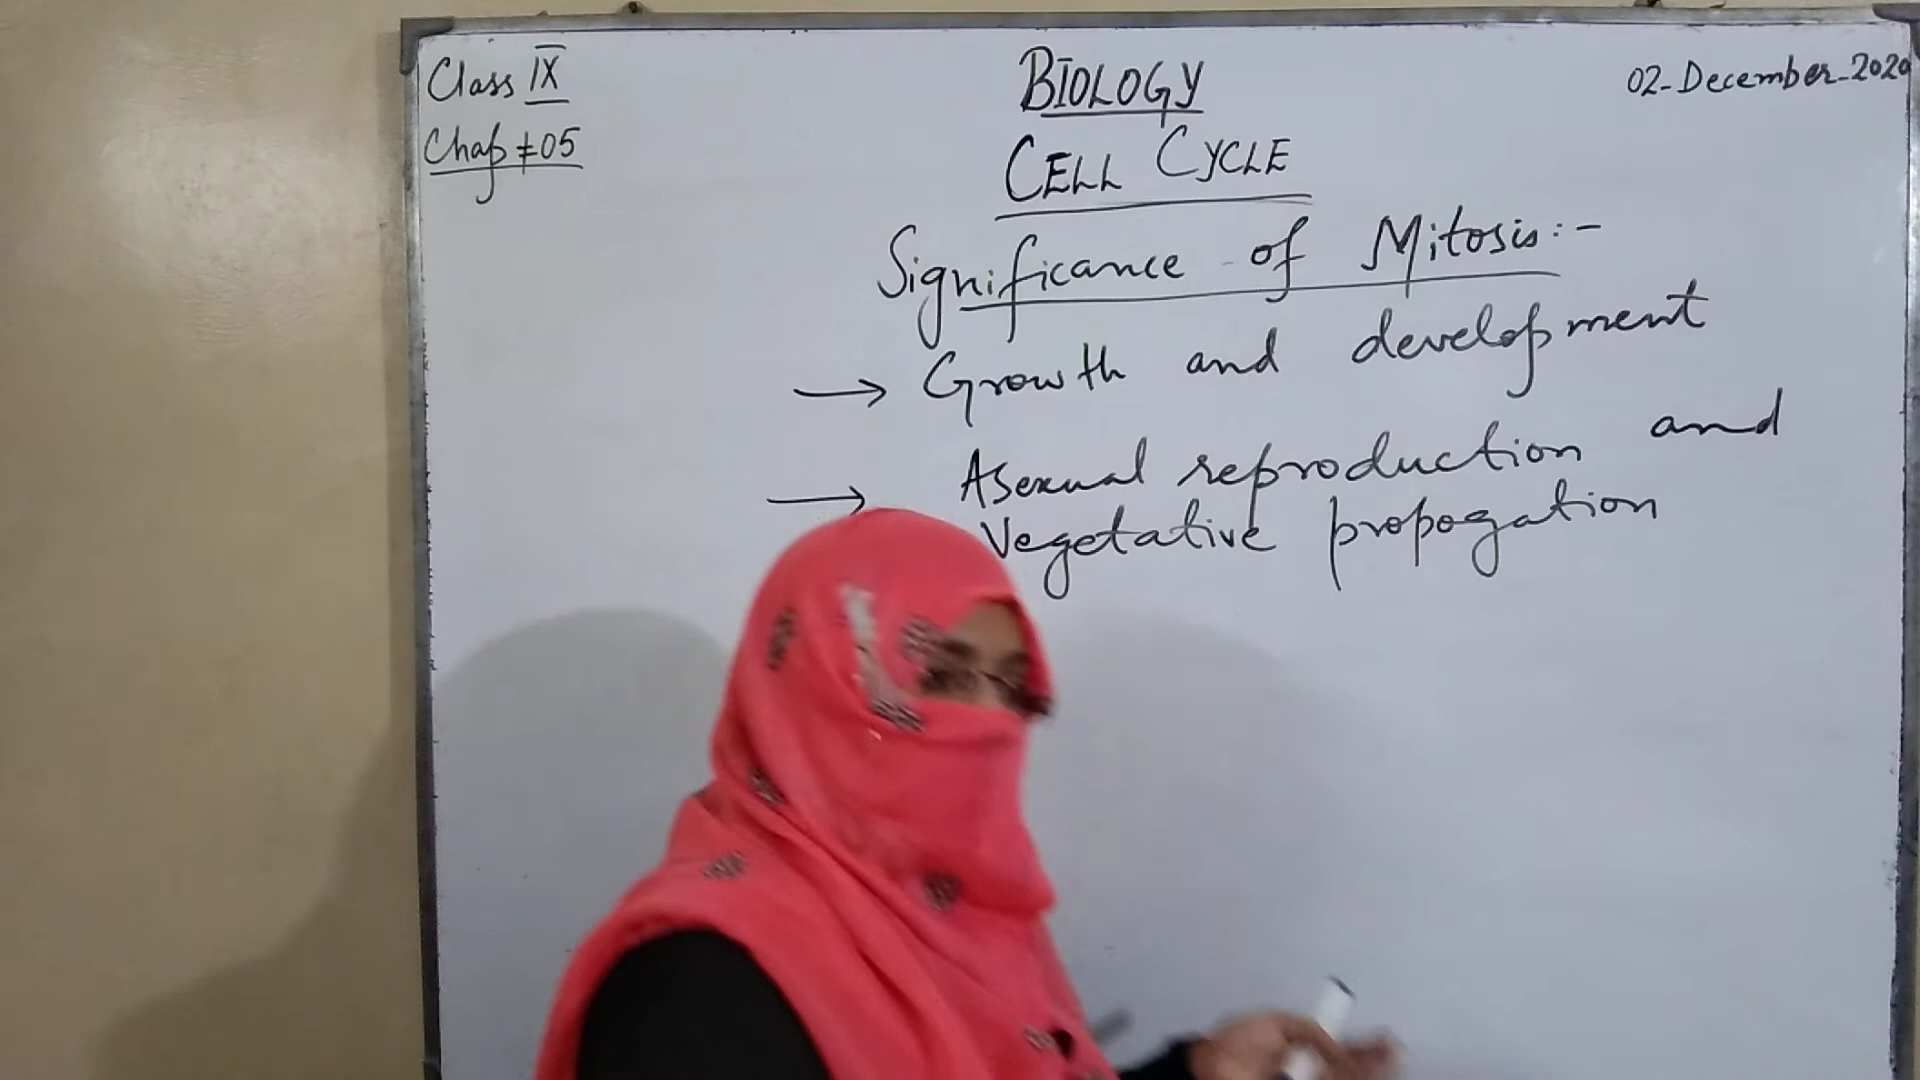 Class IX
Chap # 05
BIOLOGY
02-December-2020
CELL CYCLE
Significance of Mitosis:-
→ Growth and development
→ Asexual reproduction and
Vegetative propogation